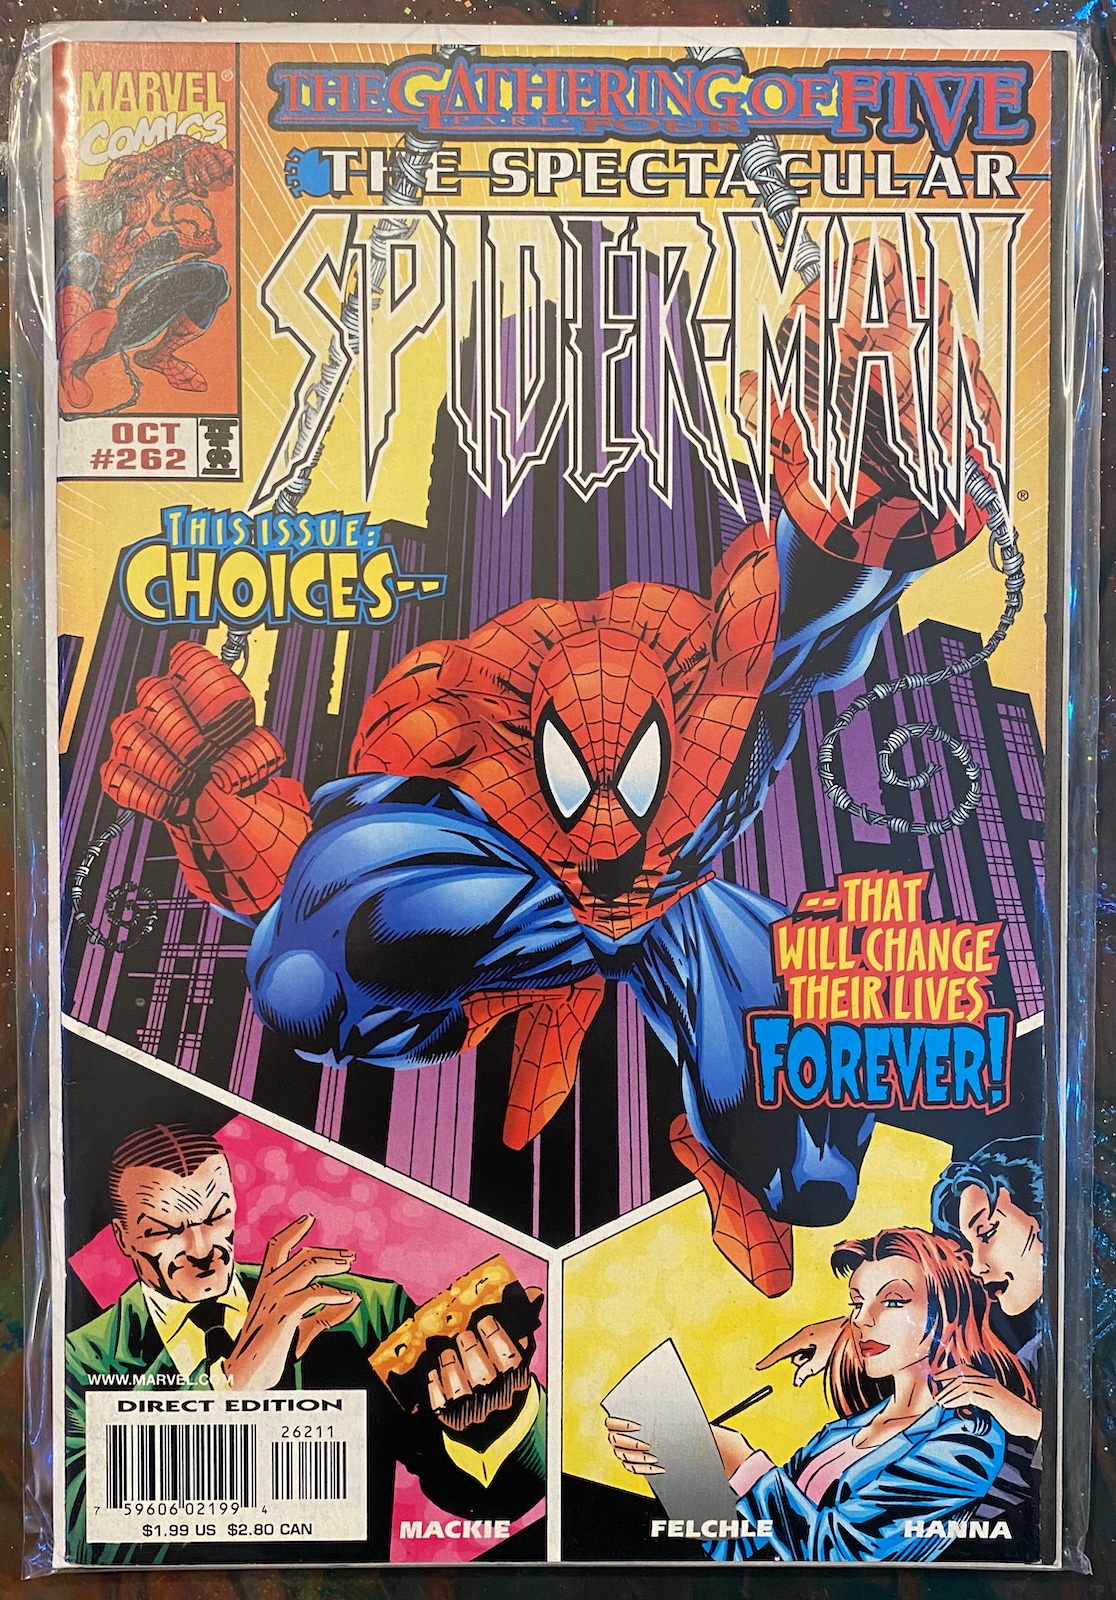 MARVEL®
COMICS
THE GATHERING OF FIVE
PART FOUR
THE SPECTACULAR
SPIDER-MAN®
OCT
#262
THIS ISSUE:
CHOICES--
--THAT
WILL CHANGE
THEIR LIVES
FOREVER!
WWW.MARVEL.COM
DIRECT EDITION
26211
7 59606 02199 4
$1.99 US $2.80 CAN
MACKIE
FELCHLE
HANNA